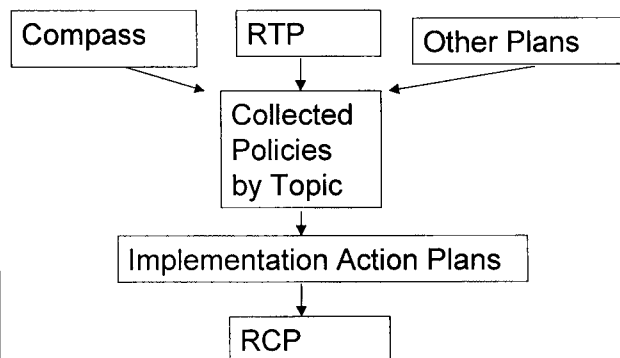 Compass
RTP
Other Plans
Collected
Policies
by Topic
Implementation Action Plans
RCP